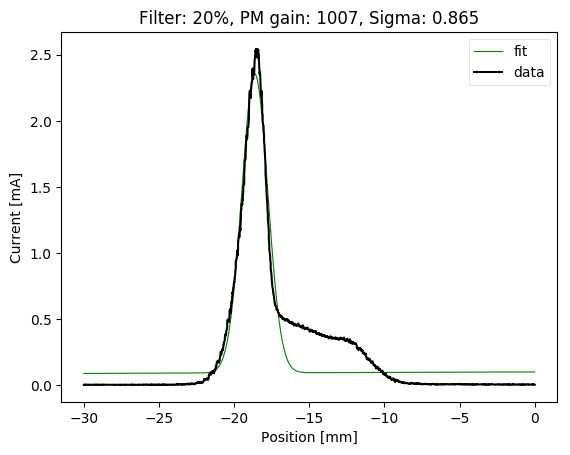 Filter: 20%, PM gain: 1007, Sigma: 0.865
fit
data
2.5
2.0
1.5
1.0
0.5
0.0
Current [mA]
−30
−25
−20
−15
−10
−5
0
Position [mm]